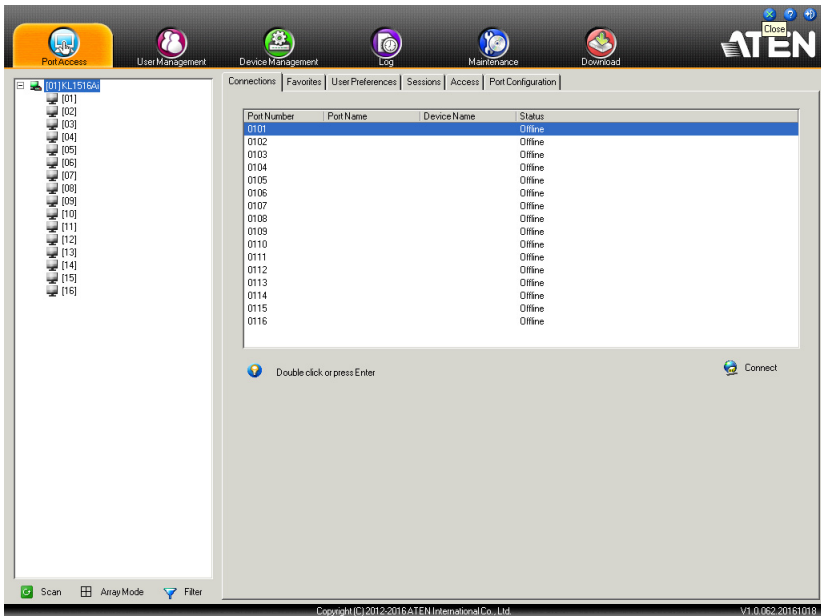 Close
ATEN
Port Access User Management Device Management Log Maintenance Download
Connections Favorites User Preferences Sessions Access Port Configuration
[01]KL1516Ai
[01]
[02]
[03]
[04]
[05]
[06]
[07]
[08]
[09]
[10]
[11]
[12]
[13]
[14]
[15]
[16]
Port Number Port Name Device Name Status
0101 Offline
0102 Offline
0103 Offline
0104 Offline
0105 Offline
0106 Offline
0107 Offline
0108 Offline
0109 Offline
0110 Offline
0111 Offline
0112 Offline
0113 Offline
0114 Offline
0115 Offline
0116 Offline
Double click or press Enter
Connect
Scan Array Mode Filter
Copyright (C) 2012-2016 ATEN International Co., Ltd.
V1.0.062.20161018